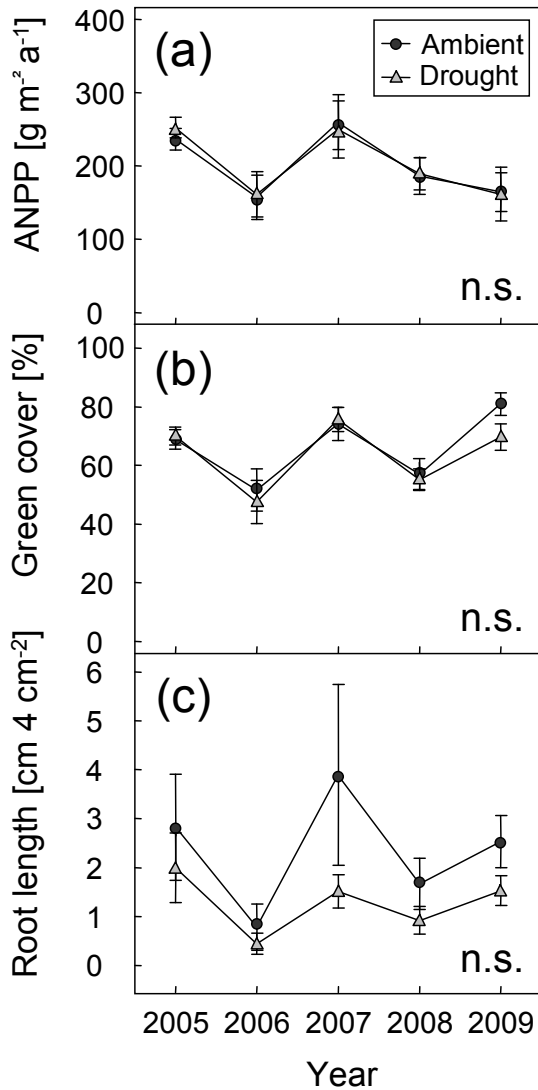 (a)
Ambient
Drought
ANPP [g m⁻² a⁻¹]
400
300
200
100
0
n.s.
(b)
Green cover [%]
100
80
60
40
20
0
n.s.
(c)
Root length [cm 4 cm⁻²]
6
5
4
3
2
1
0
n.s.
2005 2006 2007 2008 2009
Year